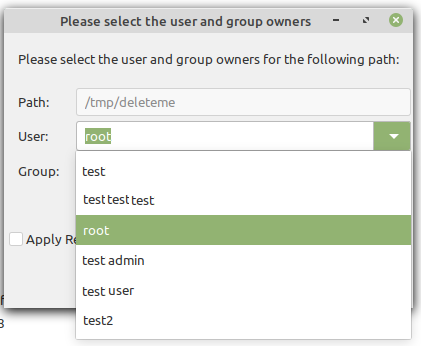 Please select the user and group owners
Please select the user and group owners for the following path:
Path: /tmp/deleteme
User: root
Group:
test
testtesttest
root
Apply Re
test admin
test user
test2